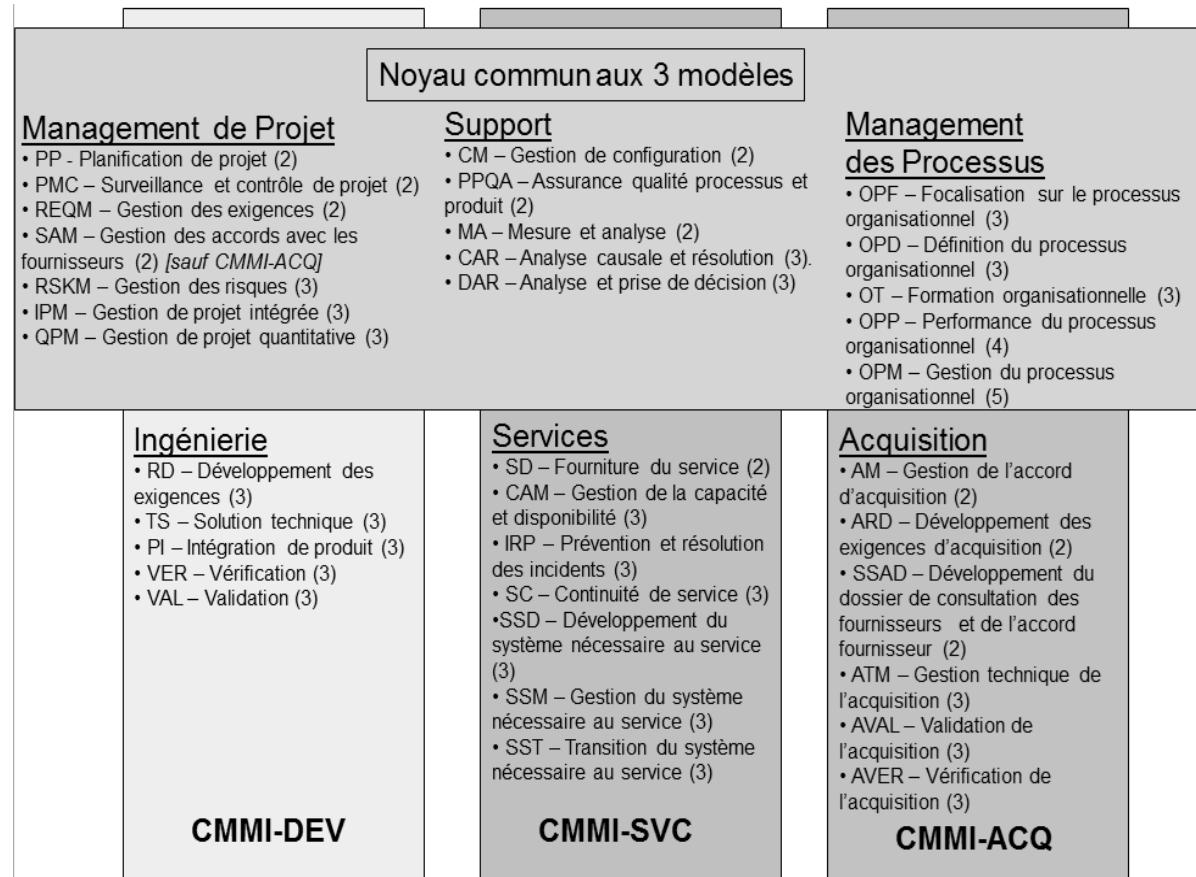 Noyau commun aux 3 modèles
Management de Projet
• PP - Planification de projet (2)
• PMC – Surveillance et contrôle de projet (2)
• REQM – Gestion des exigences (2)
• SAM – Gestion des accords avec les
fournisseurs (2) [sauf CMMI-ACQ]
• RSKM – Gestion des risques (3)
• IPM – Gestion de projet intégrée (3)
• QPM – Gestion de projet quantitative (3)
Support
• CM – Gestion de configuration (2)
• PPQA – Assurance qualité processus et
produit (2)
• MA – Mesure et analyse (2)
• CAR – Analyse causale et résolution (3).
• DAR – Analyse et prise de décision (3)
Management
des Processus
• OPF – Focalisation sur le processus
organisationnel (3)
• OPD – Définition du processus
organisationnel (3)
• OT – Formation organisationnelle (3)
• OPP – Performance du processus
organisationnel (4)
• OPM – Gestion du processus
organisationnel (5)
Ingénierie
• RD – Développement des
exigences (3)
• TS – Solution technique (3)
• PI – Intégration de produit (3)
• VER – Vérification (3)
• VAL – Validation (3)
CMMI-DEV
Services
• SD – Fourniture du service (2)
• CAM – Gestion de la capacité
et disponibilité (3)
• IRP – Prévention et résolution
des incidents (3)
• SC – Continuité de service (3)
•SSD – Développement du
système nécessaire au service
(3)
• SSM – Gestion du système
nécessaire au service (3)
• SST – Transition du système
nécessaire au service (3)
CMMI-SVC
Acquisition
• AM – Gestion de l’accord
d’acquisition (2)
• ARD – Développement des
exigences d’acquisition (2)
• SSAD – Développement du
dossier de consultation des
fournisseurs et de l’accord
fournisseur (2)
• ATM – Gestion technique de
l’acquisition (3)
• AVAL – Validation de
l’acquisition (3)
• AVER – Vérification de
l’acquisition (3)
CMMI-ACQ